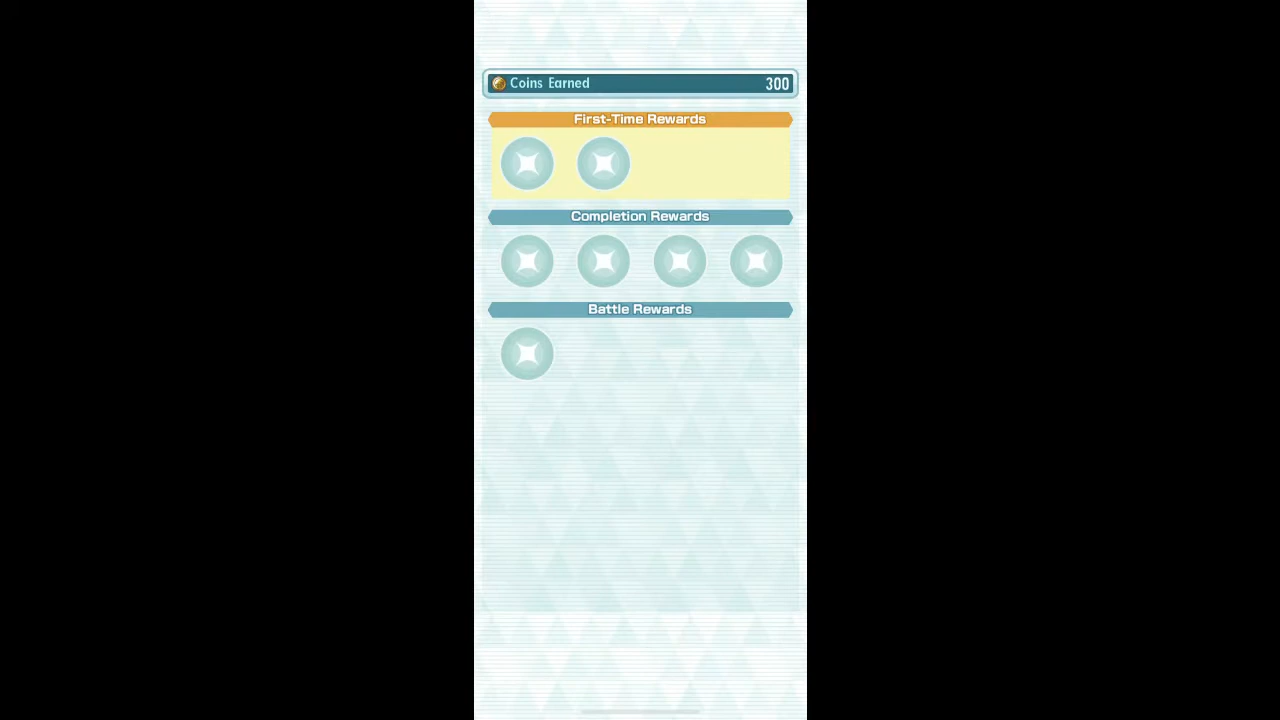 Coins Earned 300
First-Time Rewards
Completion Rewards
Battle Rewards